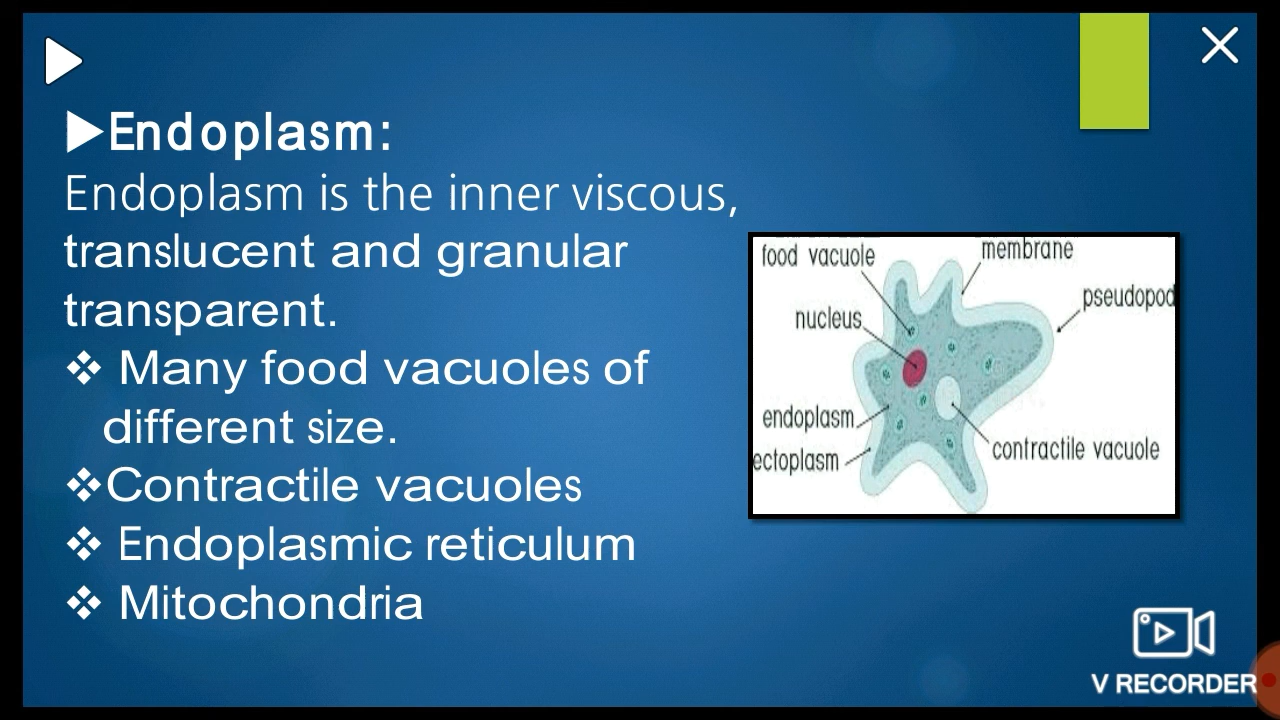 Endoplasm:
Endoplasm is the inner viscous,
translucent and granular
transparent.
❖ Many food vacuoles of
different size.
❖Contractile vacuoles
❖ Endoplasmic reticulum
❖ Mitochondria
food vacuole
membrane
pseudopod
nucleus
endoplasm
ectoplasm
contractile vacuole
V RECORDER